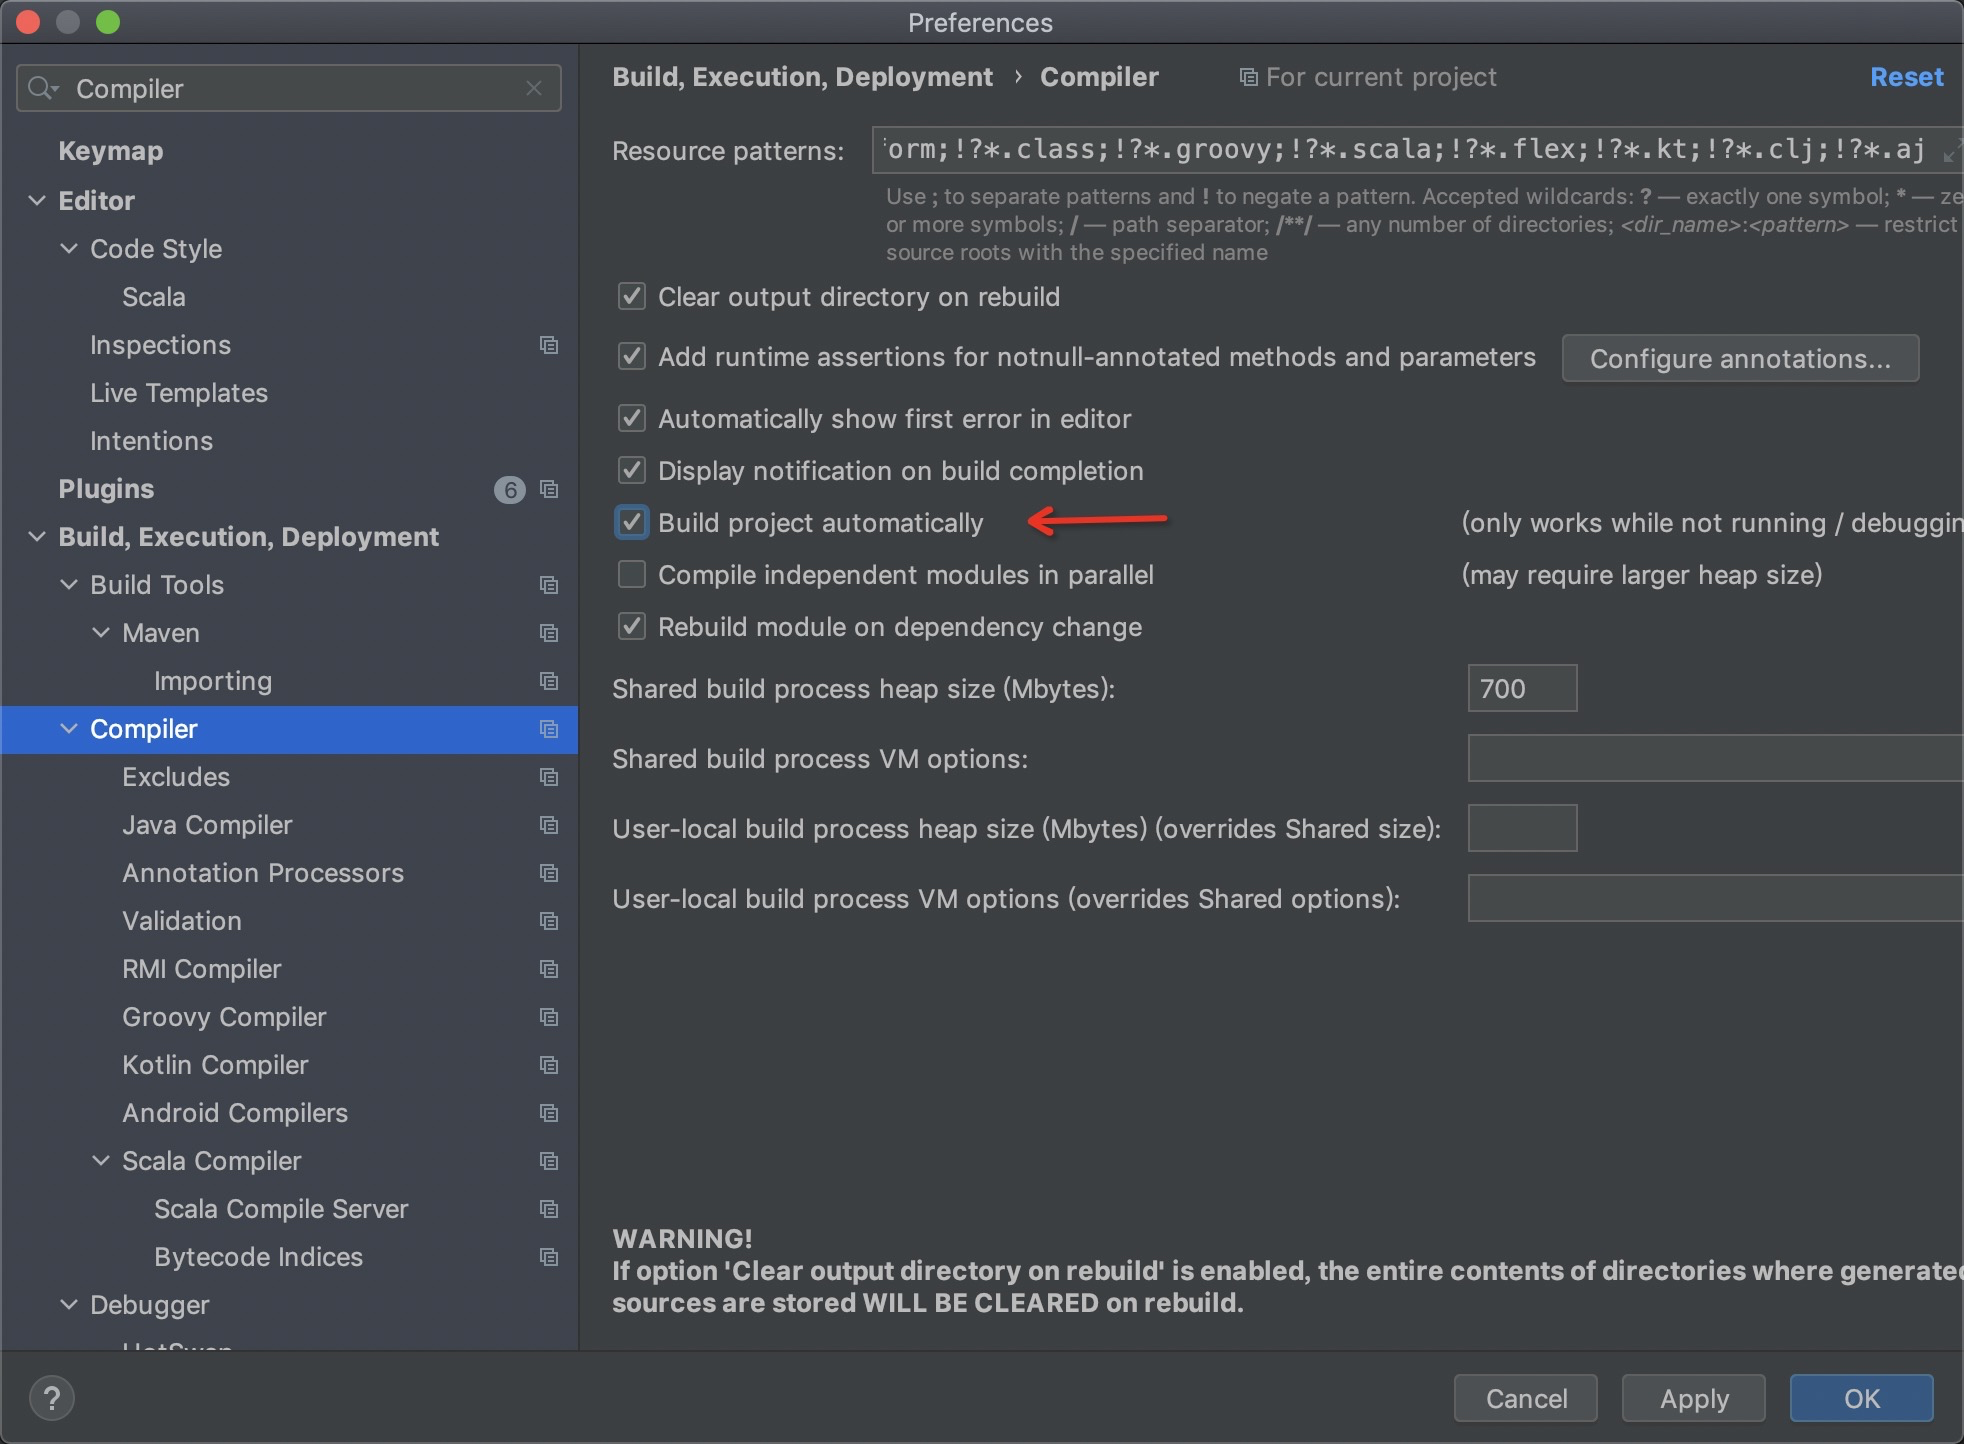 Preferences
Compiler
Keymap
Editor
Code Style
Scala
Inspections
Live Templates
Intentions
Plugins 6
Build, Execution, Deployment
Build Tools
Maven
Importing
Compiler
Excludes
Java Compiler
Annotation Processors
Validation
RMI Compiler
Groovy Compiler
Kotlin Compiler
Android Compilers
Scala Compiler
Scala Compile Server
Bytecode Indices
Debugger
HotSwap
Build, Execution, Deployment › Compiler For current project Reset
Resource patterns: orm;!?*.class;!?*.groovy;!?*.scala;!?*.flex;!?*.kt;!?*.clj;!?*.aj
Use ; to separate patterns and ! to negate a pattern. Accepted wildcards: ? — exactly one symbol; * — ze
or more symbols; / — path separator; /**/ — any number of directories; <dir_name>:<pattern> — restrict
source roots with the specified name
Clear output directory on rebuild
Add runtime assertions for notnull-annotated methods and parameters Configure annotations...
Automatically show first error in editor
Display notification on build completion
Build project automatically (only works while not running / debuggin
Compile independent modules in parallel (may require larger heap size)
Rebuild module on dependency change
Shared build process heap size (Mbytes): 700
Shared build process VM options:
User-local build process heap size (Mbytes) (overrides Shared size):
User-local build process VM options (overrides Shared options):
WARNING!
If option 'Clear output directory on rebuild' is enabled, the entire contents of directories where generated
sources are stored WILL BE CLEARED on rebuild.
? Cancel Apply OK